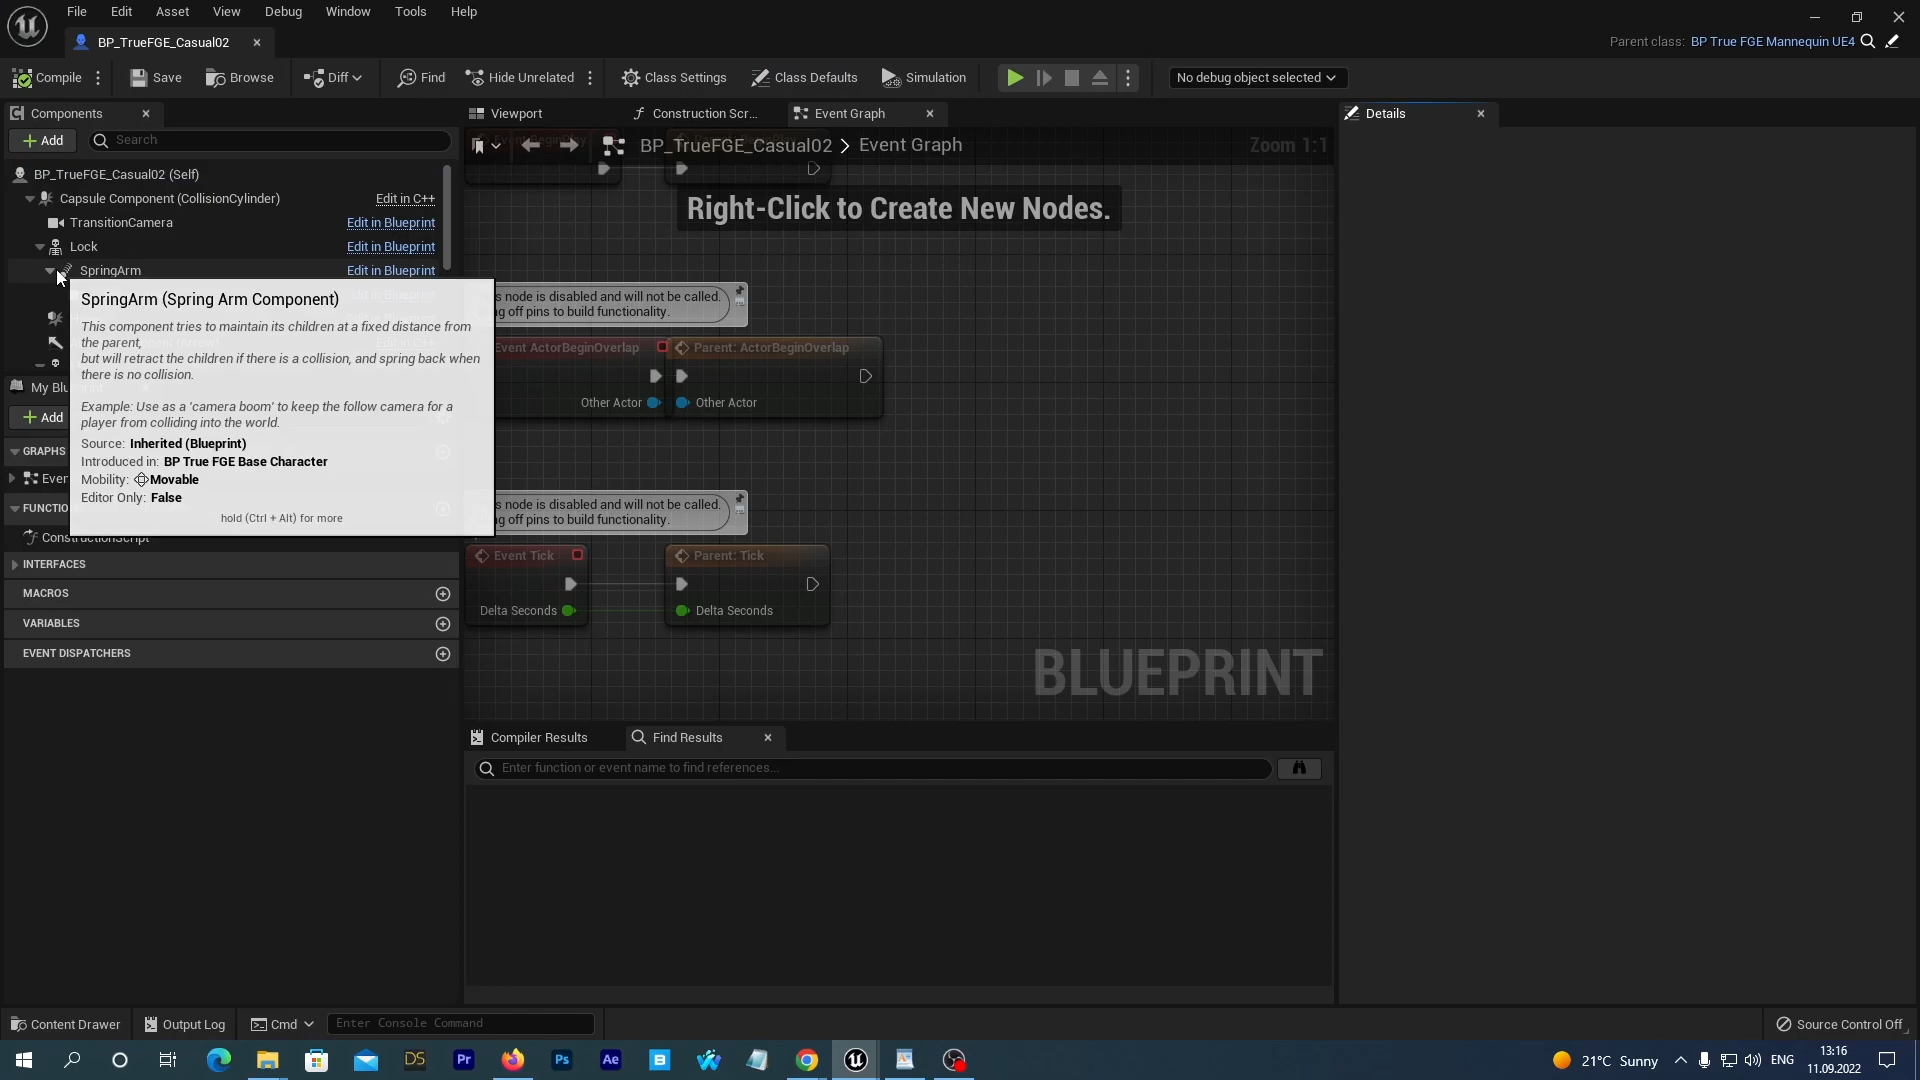 File Edit Asset View Debug Window Tools Help
BP_TrueFGE_Casual02
Parent class: BP True FGE Mannequin UE4
Compile Save Browse Diff Find Hide Unrelated Class Settings Class Defaults Simulation No debug object selected
Components
Viewport Construction Scr... Event Graph
Details
Add Search
BP_TrueFGE_Casual02 > Event Graph
Zoom 1:1
BP_TrueFGE_Casual02 (Self)
Capsule Component (CollisionCylinder) Edit in C++
TransitionCamera Edit in Blueprint
Lock Edit in Blueprint
SpringArm Edit in Blueprint
Right-Click to Create New Nodes.
SpringArm (Spring Arm Component)
This component tries to maintain its children at a fixed distance from
the parent,
but will retract the children if there is a collision, and spring back when
there is no collision.
Example: Use as a 'camera boom' to keep the follow camera for a
player from colliding into the world.
Source: Inherited (Blueprint)
Introduced in: BP True FGE Base Character
Mobility: Movable
Editor Only: False
hold (Ctrl + Alt) for more
My Blu
Add
GRAPHS
Even
FUNCTIO
ConstructionScript
INTERFACES
MACROS
VARIABLES
EVENT DISPATCHERS
s node is disabled and will not be called.
g off pins to build functionality.
Event ActorBeginOverlap
Parent: ActorBeginOverlap
Other Actor
Other Actor
s node is disabled and will not be called.
g off pins to build functionality.
Event Tick
Parent: Tick
Delta Seconds
Delta Seconds
BLUEPRINT
Compiler Results Find Results
Enter function or event name to find references...
Content Drawer Output Log Cmd Enter Console Command Source Control Off
DS Pr Ps Ae
21°C Sunny ENG
13:16
11.09.2022